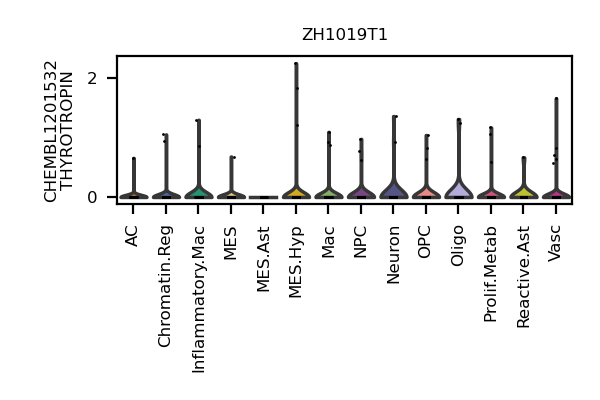 ZH1019T1
CHEMBL1201532
THYROTROPIN
2
0
AC
Chromatin.Reg
Inflammatory.Mac
MES
MES.Ast
MES.Hyp
Mac
NPC
Neuron
OPC
Oligo
Prolif.Metab
Reactive.Ast
Vasc